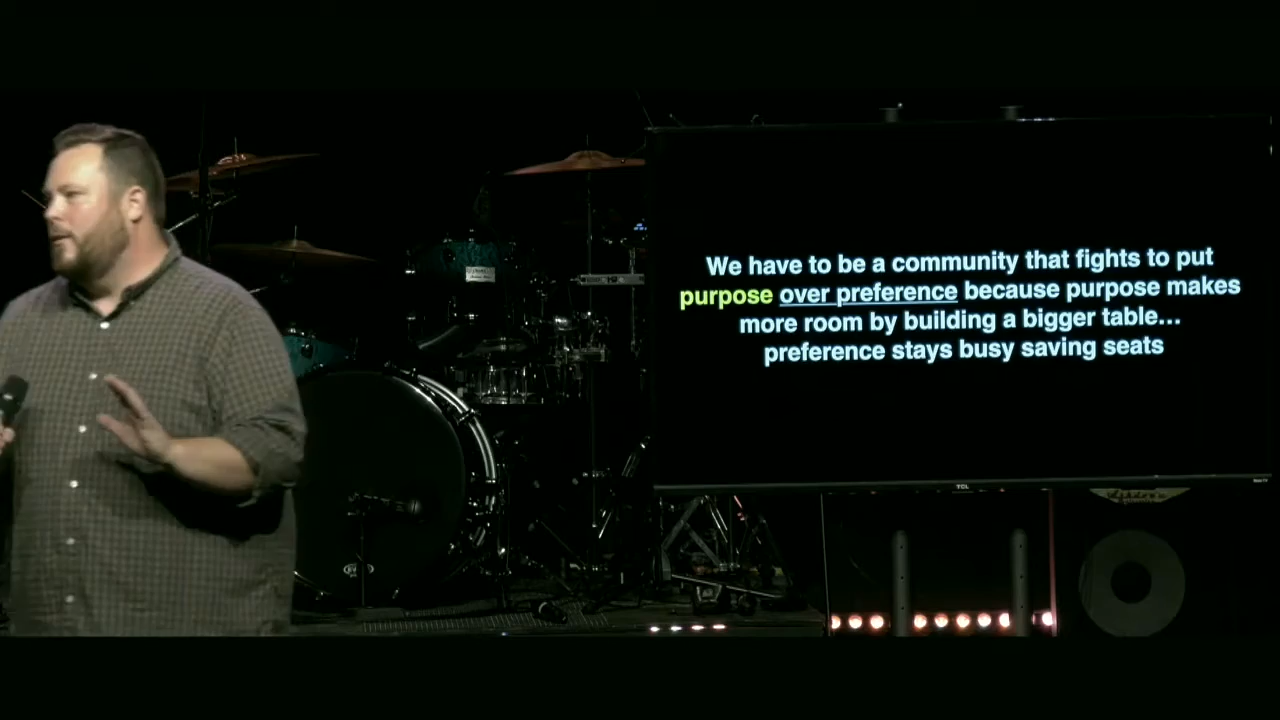 We have to be a community that fights to put
purpose over preference because purpose makes
more room by building a bigger table...
preference stays busy saving seats
TCL